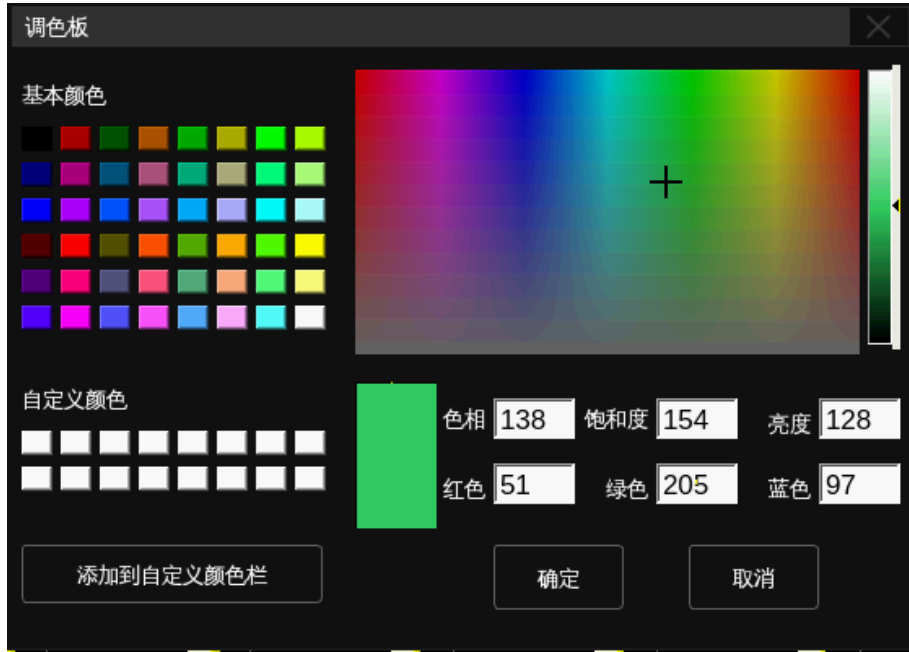 调色板
基本颜色
自定义颜色
色相 138 饱和度 154 亮度 128
红色 51 绿色 205 蓝色 97
添加到自定义颜色栏 确定 取消